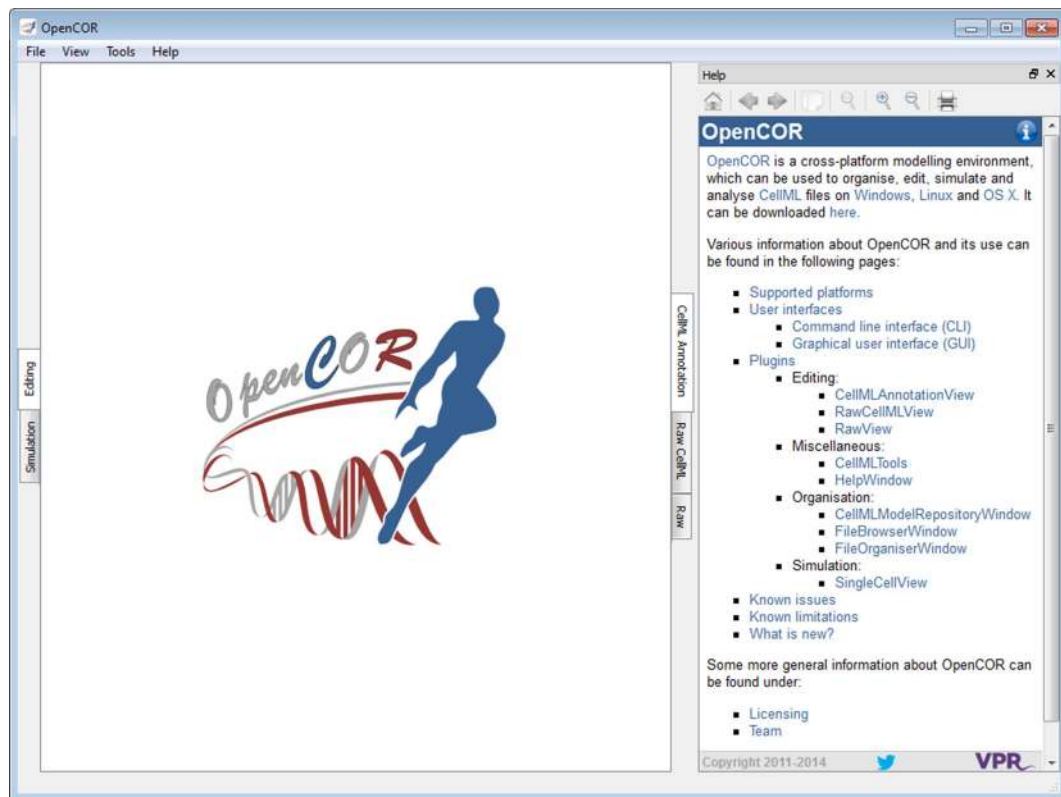 OpenCOR
File View Tools Help
Editing
Simulation
OpenCOR
CellML Annotation
Raw CellML
Raw
Help
OpenCOR
OpenCOR is a cross-platform modelling environment,
which can be used to organise, edit, simulate and
analyse CellML files on Windows, Linux and OS X. It
can be downloaded here.
Various information about OpenCOR and its use can
be found in the following pages:
Supported platforms
User interfaces
Command line interface (CLI)
Graphical user interface (GUI)
Plugins
Editing:
CellMLAnnotationView
RawCellMLView
RawView
Miscellaneous:
CellMLTools
HelpWindow
Organisation:
CellMLModelRepositoryWindow
FileBrowserWindow
FileOrganiserWindow
Simulation:
SingleCellView
Known issues
Known limitations
What is new?
Some more general information about OpenCOR can
be found under:
Licensing
Team
Copyright 2011-2014 VPR